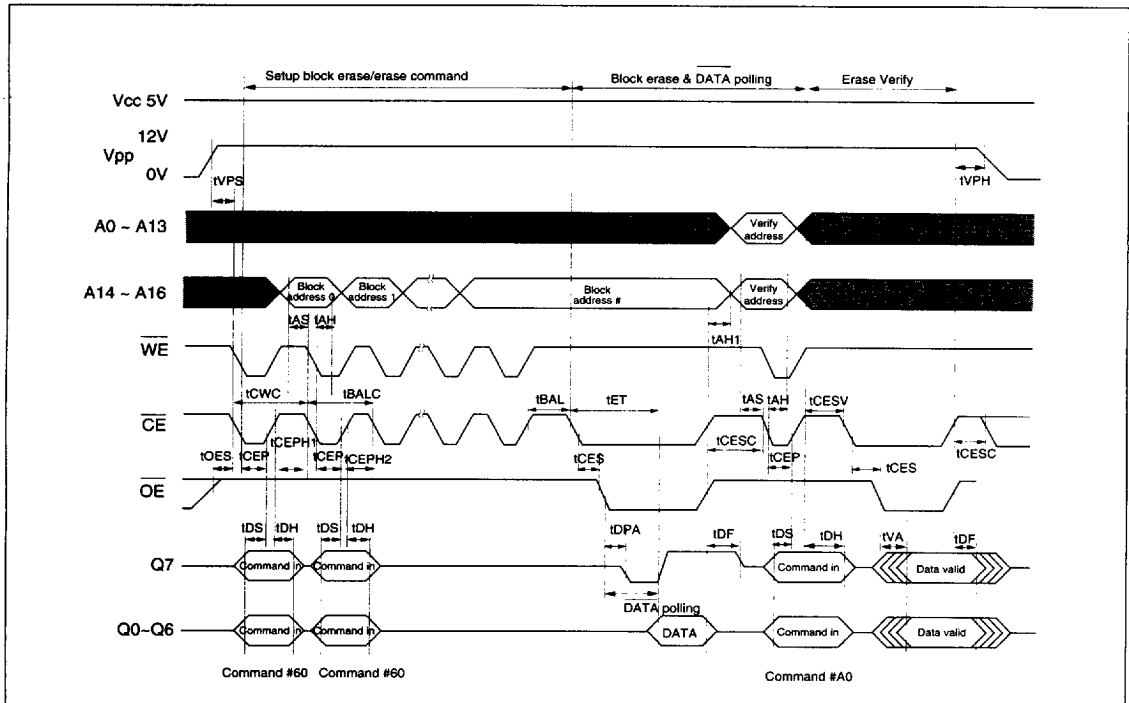 Setup block erase/erase command
Block erase & DATA polling
Erase Verify
Vcc 5V
12V
Vpp
0V
tVPS
tVPH
A0 ~ A13
Verify address
A14 ~ A16
Block address 0
Block address 1
Block address #
Verify address
tAS
tAH
tAH1
WE
tCWC
tBALC
tBAL
tET
tAS
tAH
tCESV
CE
tOES
tCEP
tCEPH1
tCEP
tCEPH2
tCES
tCESC
tCEP
tCES
tCESC
OE
tDS
tDH
tDS
tDH
tDPA
tDF
tDS
tDH
tVA
tDF
Q7
Command in
Command in
Command in
Data valid
DATA polling
Q0~Q6
Command in
Command in
DATA
Command in
Data valid
Command #60
Command #60
Command #A0